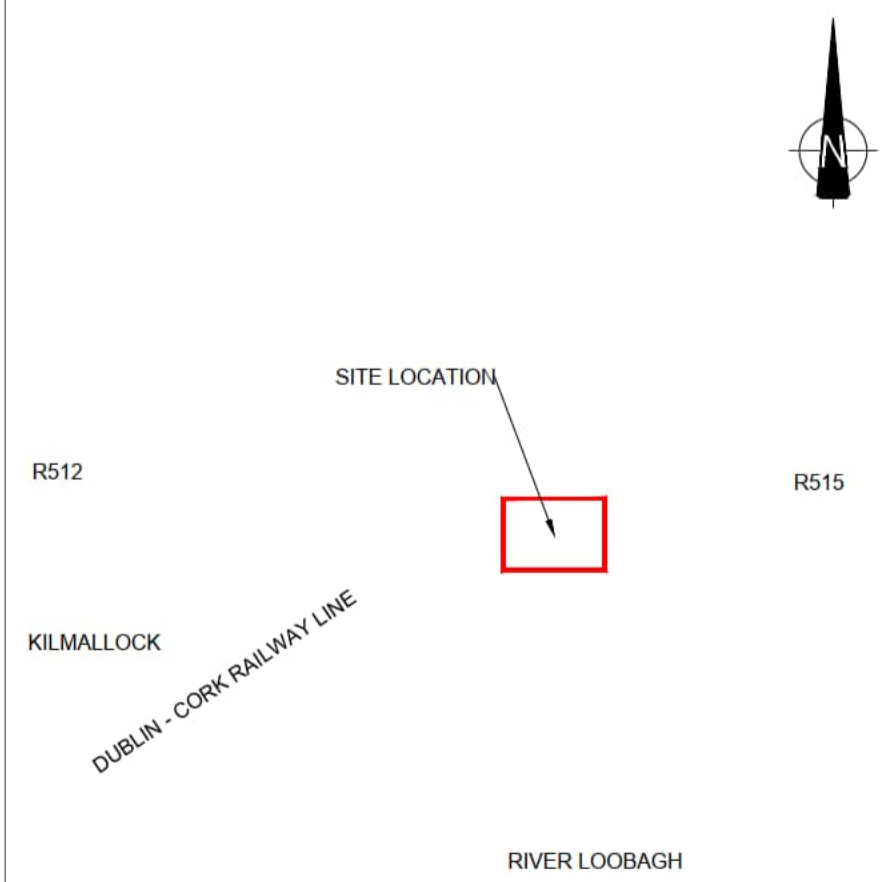 N
SITE LOCATION
R512
R515
KILMALLOCK
DUBLIN - CORK RAILWAY LINE
RIVER LOOBAGH